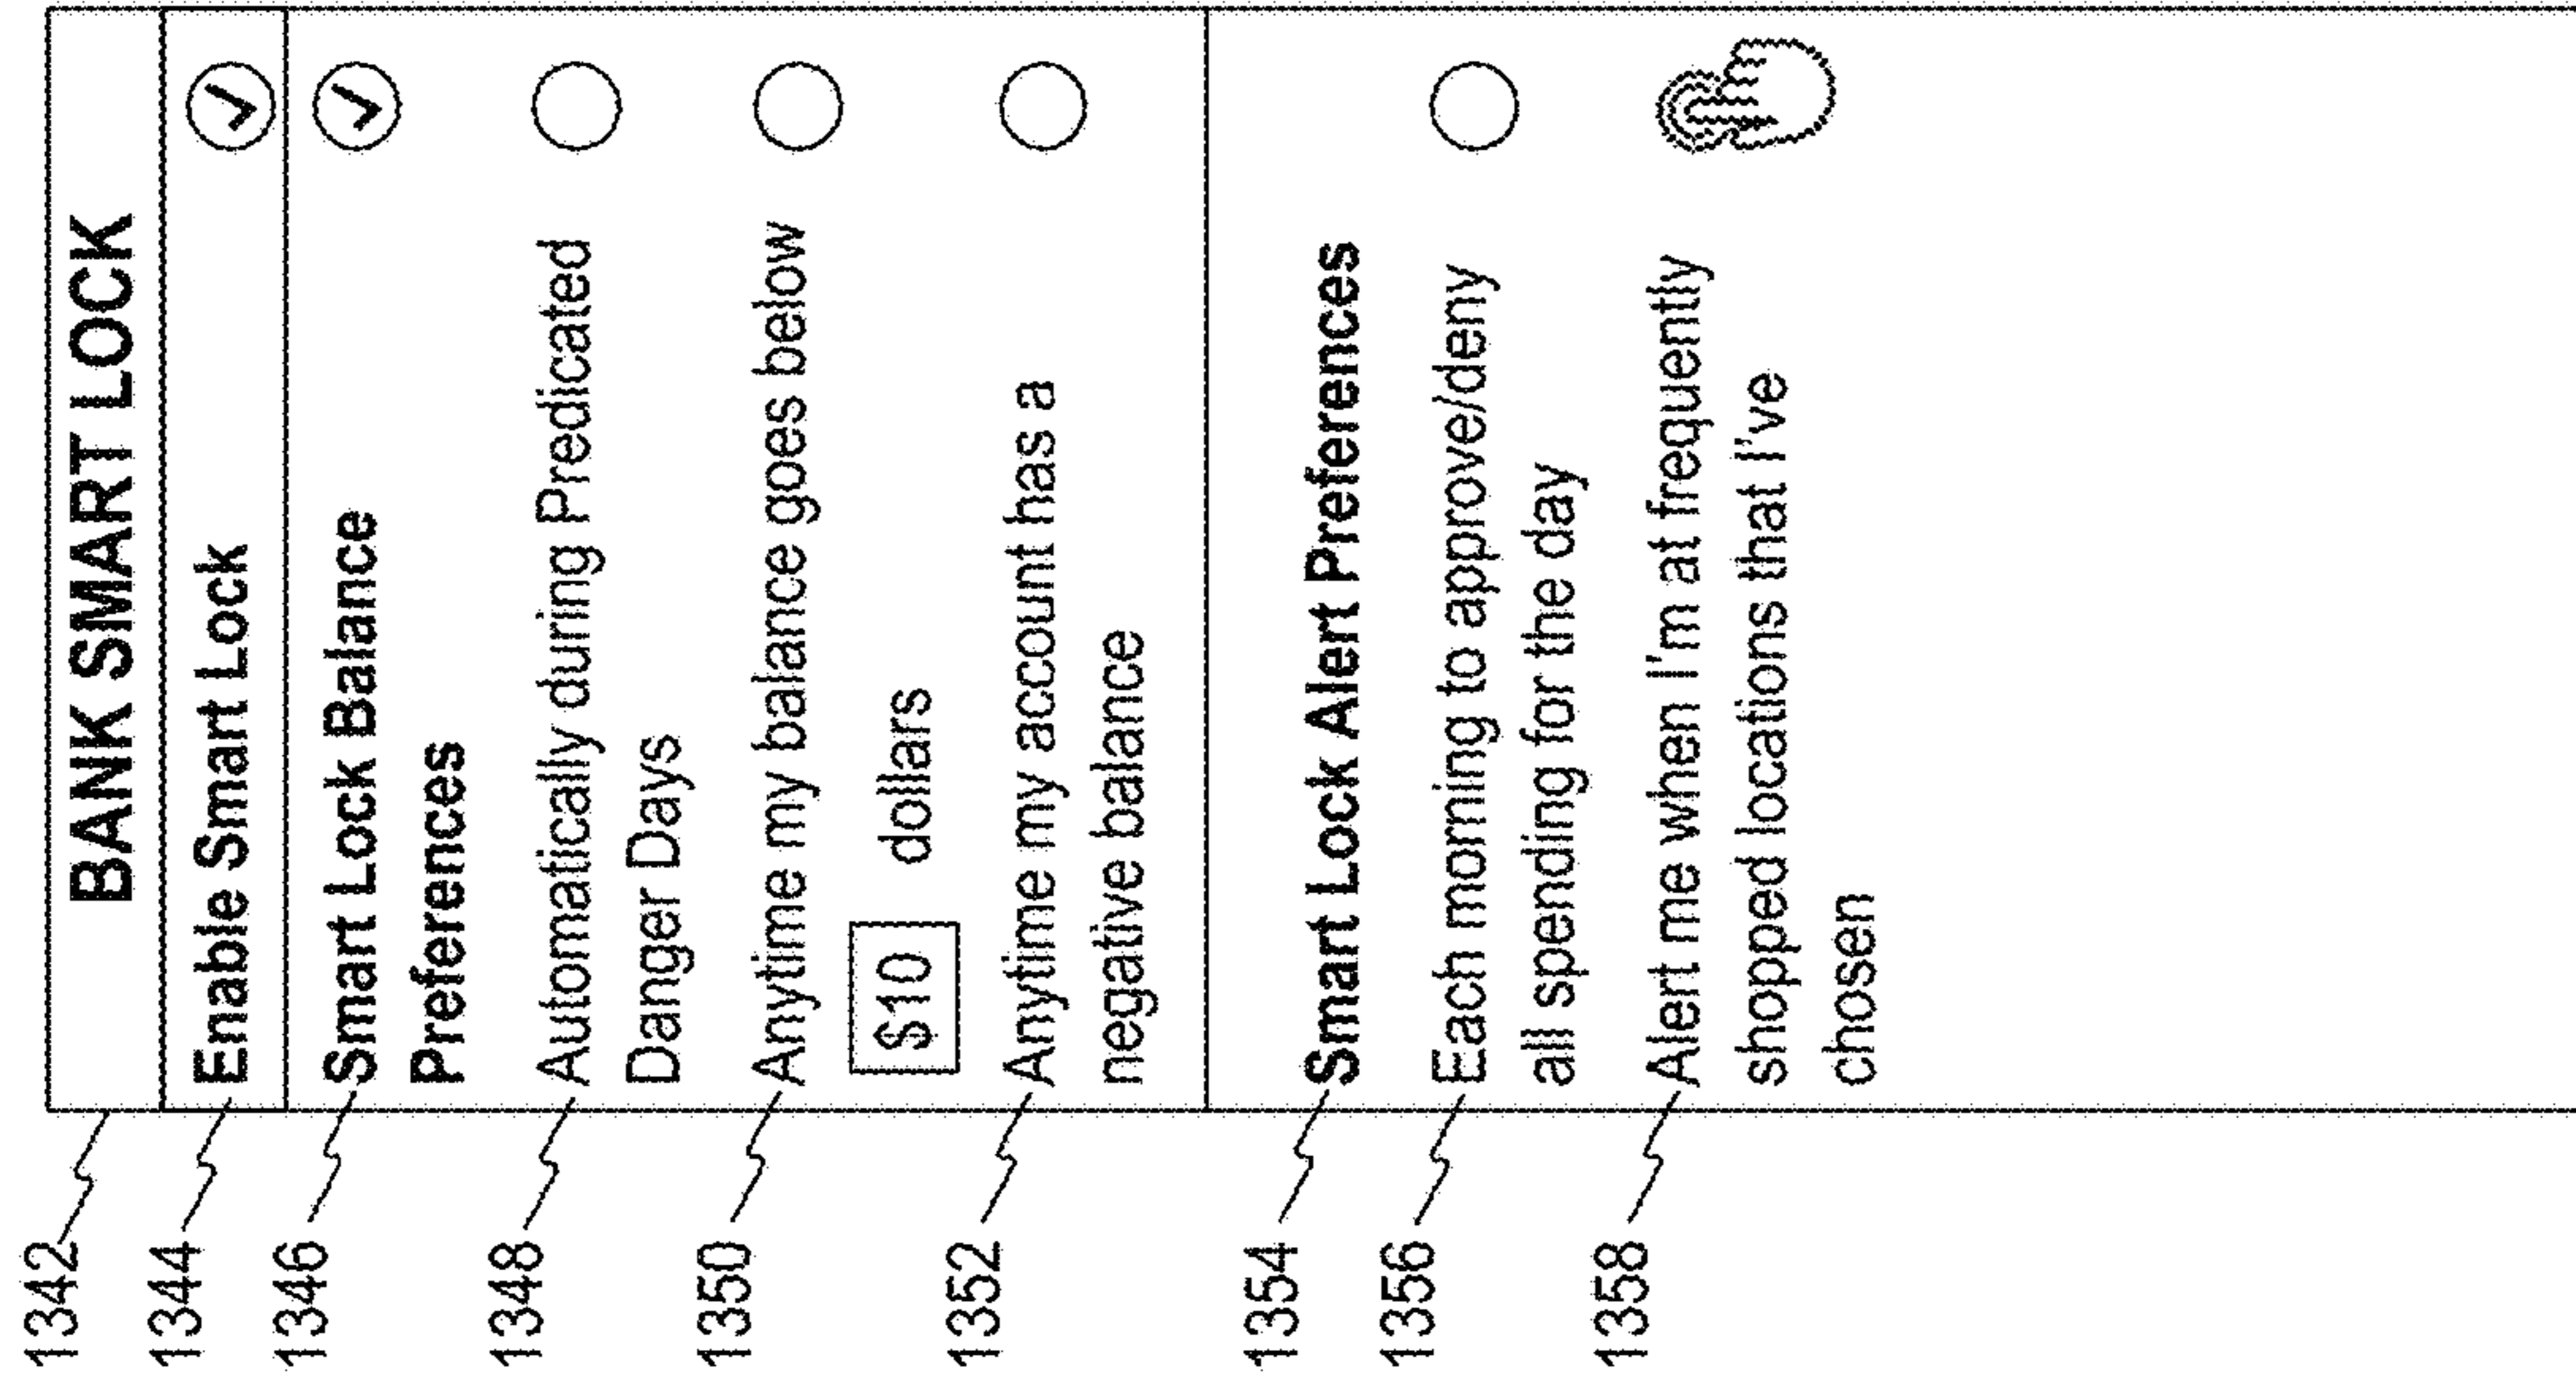 BANK SMART LOCK
1342
1344
Enable Smart Lock
1346
Smart Lock Balance
Preferences
1348
Automatically during Predicated
Danger Days
1350
Anytime my balance goes below
$10 dollars
1352
Anytime my account has a
negative balance
1354
Smart Lock Alert Preferences
1356
Each morning to approve/deny
all spending for the day
1358
Alert me when I'm at frequently
shopped locations that I've
chosen